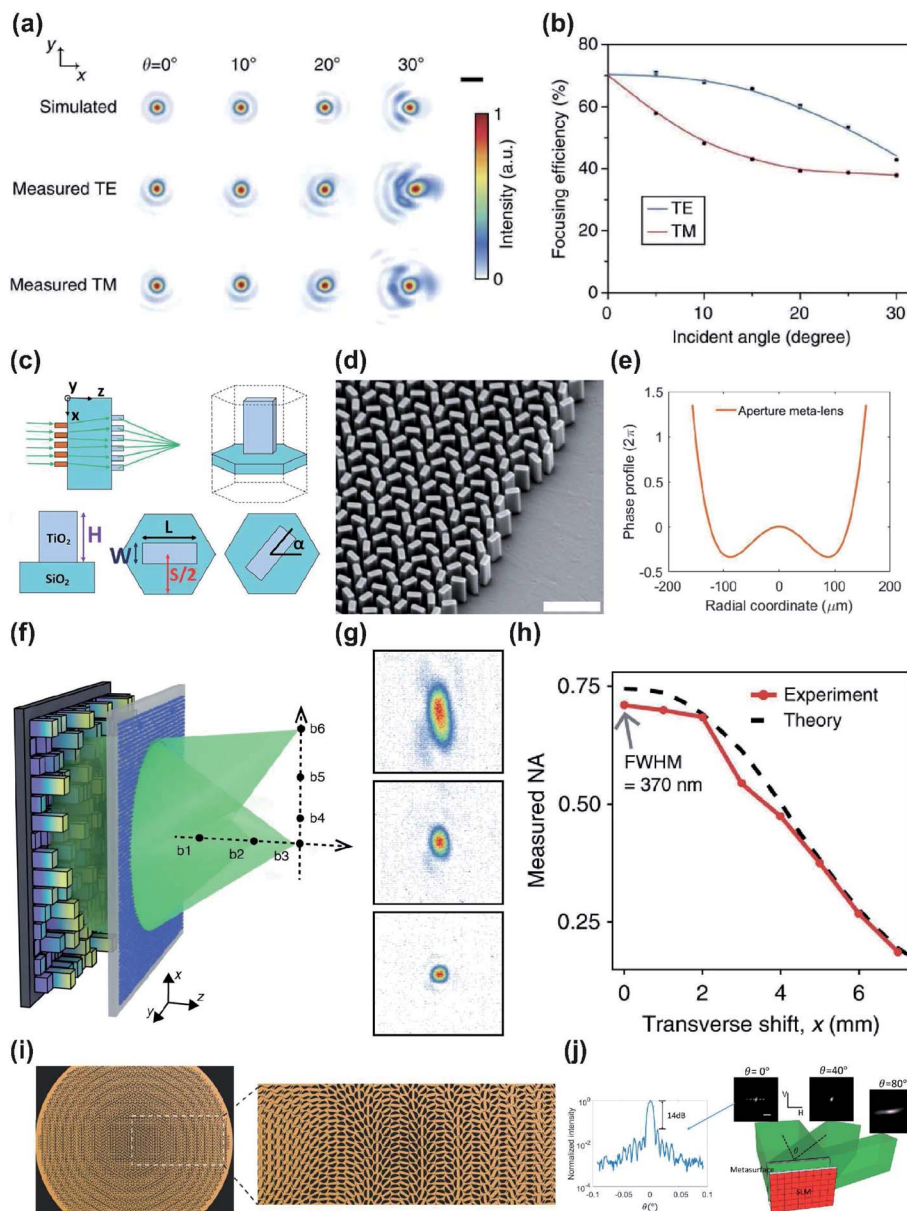 (a)
y
x
θ=0° 10° 20° 30°
Simulated
Measured TE
Measured TM
1
Intensity (a.u.)
0
(b)
Focusing efficiency (%)
80
60
40
20
0
TE
TM
0 10 20 30
Incident angle (degree)
(c)
y z
x
TiO₂
H
SiO₂
L
W
S/2
α
(d)
(e)
Phase profile (2π)
1.5
1
0.5
0
-0.5
Aperture meta-lens
-200 -100 0 100 200
Radial coordinate (μm)
(f)
b6
b5
b4
b1 b2 b3
x
y z
(g)
(h)
Measured NA
0.75
0.50
0.25
Experiment
Theory
FWHM
= 370 nm
0 2 4 6
Transverse shift, x (mm)
(i)
(j)
Normalized intensity
10⁰
10⁻²
10⁻⁴
14dB
-0.1 -0.05 0 0.05 0.1
θ(°)
θ= 0° θ=40° θ=80°
V
H
θ
Metasurface
SLM